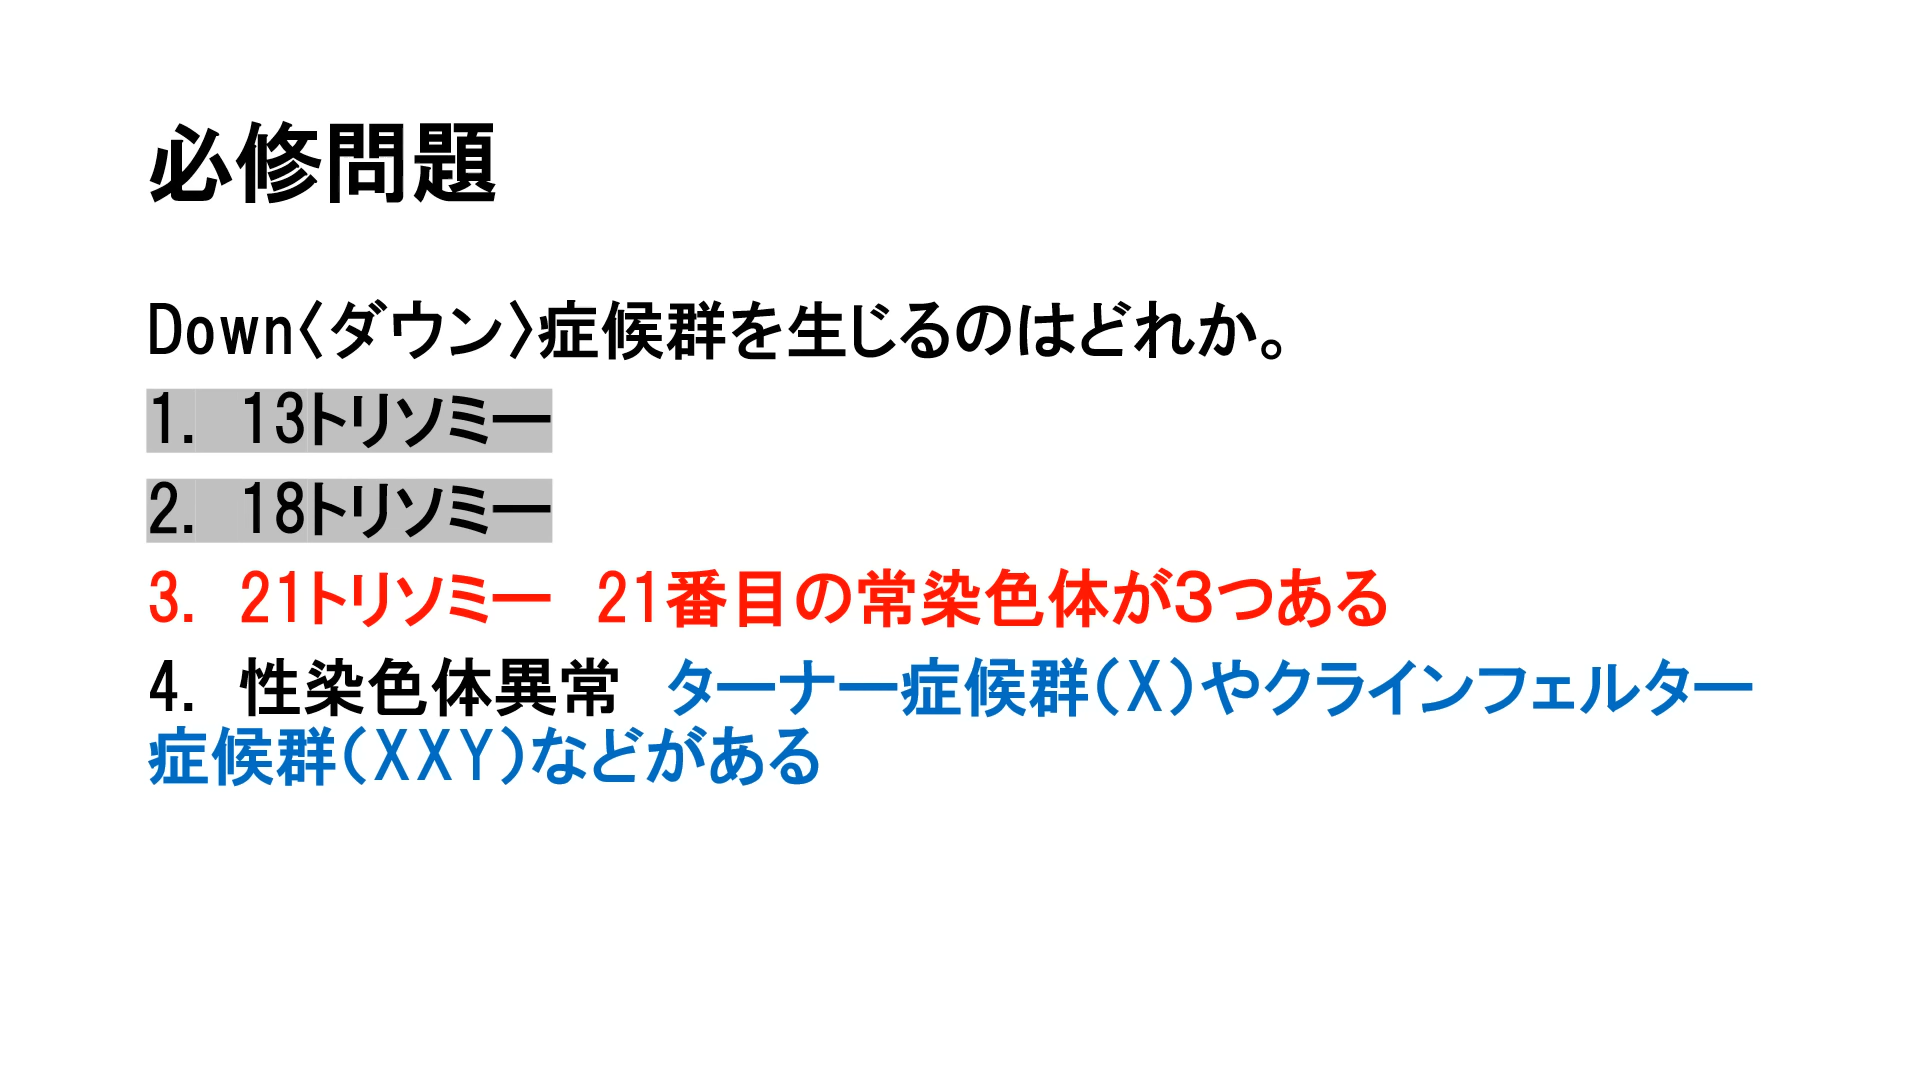 必修問題
Down〈ダウン〉症候群を生じるのはどれか。
1. 13トリソミー
2. 18トリソミー
3. 21トリソミー　21番目の常染色体が３つある
4. 性染色体異常　ターナー症候群（X）やクラインフェルター
症候群（XXY）などがある